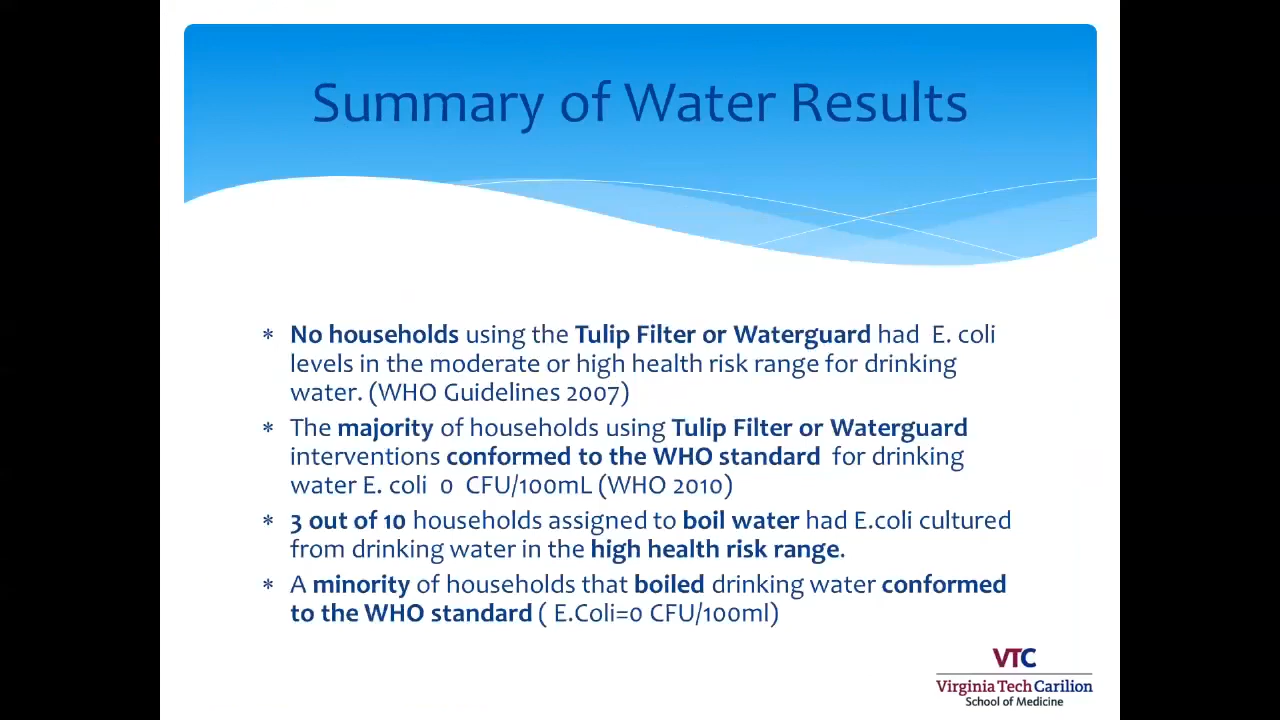 Summary of Water Results
* No households using the Tulip Filter or Waterguard had E. coli
levels in the moderate or high health risk range for drinking
water. (WHO Guidelines 2007)
* The majority of households using Tulip Filter or Waterguard
interventions conformed to the WHO standard for drinking
water E. coli 0 CFU/100mL (WHO 2010)
* 3 out of 10 households assigned to boil water had E.coli cultured
from drinking water in the high health risk range.
* A minority of households that boiled drinking water conformed
to the WHO standard ( E.Coli=0 CFU/100ml)
VTC
Virginia Tech Carilion
School of Medicine